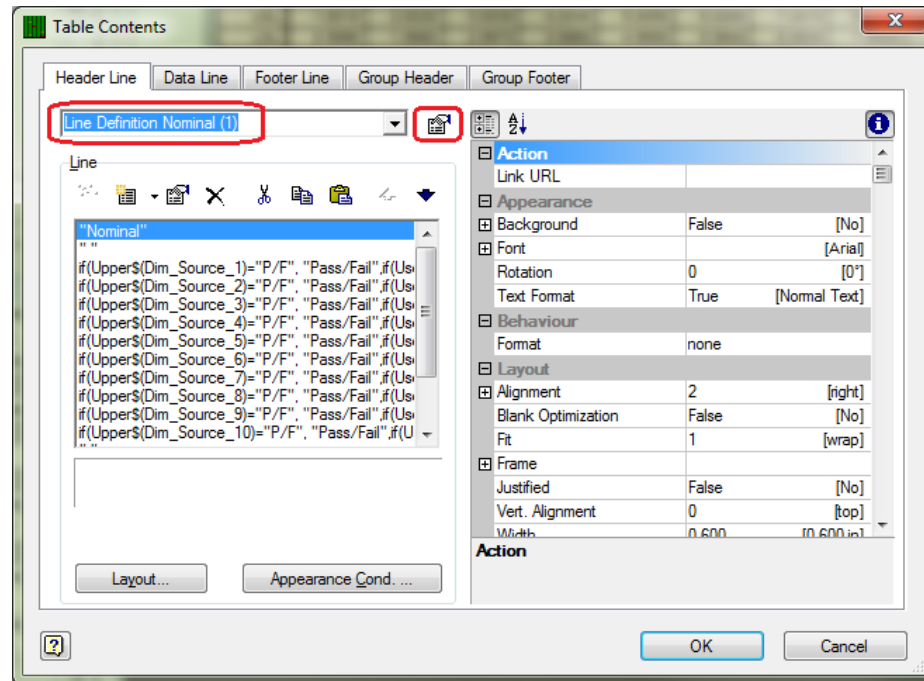 Table Contents
Header Line
Data Line
Footer Line
Group Header
Group Footer
Line Definition Nominal (1)
Line
"Nominal"
" "
if(Upper$(Dim_Source_1)="P/F", "Pass/Fail",if(Us
if(Upper$(Dim_Source_2)="P/F", "Pass/Fail",if(Us
if(Upper$(Dim_Source_3)="P/F", "Pass/Fail",if(Us
if(Upper$(Dim_Source_4)="P/F", "Pass/Fail",if(Us
if(Upper$(Dim_Source_5)="P/F", "Pass/Fail",if(Us
if(Upper$(Dim_Source_6)="P/F", "Pass/Fail",if(Us
if(Upper$(Dim_Source_7)="P/F", "Pass/Fail",if(Us
if(Upper$(Dim_Source_8)="P/F", "Pass/Fail",if(Us
if(Upper$(Dim_Source_9)="P/F", "Pass/Fail",if(Us
if(Upper$(Dim_Source_10)="P/F", "Pass/Fail",if(U
" "
Layout...
Appearance Cond. ...
Action
Link URL
Appearance
Background False [No]
Font [Arial]
Rotation 0 [0°]
Text Format True [Normal Text]
Behaviour
Format none
Layout
Alignment 2 [right]
Blank Optimization False [No]
Fit 1 [wrap]
Frame
Justified False [No]
Vert. Alignment 0 [top]
Width 0.600 [0.600 in]
Action
OK
Cancel